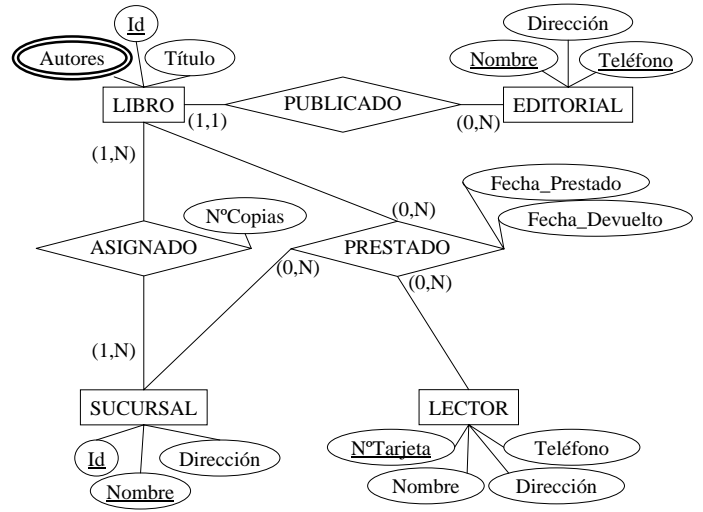 Id
Autores
Título
LIBRO
(1,1)
PUBLICADO
(0,N)
Dirección
Nombre
Teléfono
EDITORIAL
(1,N)
NºCopias
ASIGNADO
(1,N)
(0,N)
PRESTADO
(0,N)
(0,N)
Fecha_Prestado
Fecha_Devuelto
SUCURSAL
Id
Nombre
Dirección
LECTOR
NºTarjeta
Nombre
Dirección
Teléfono